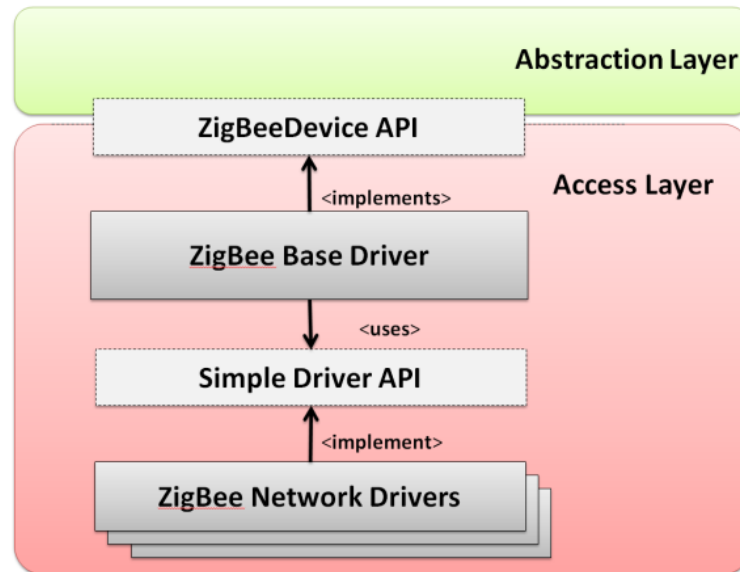 Abstraction Layer
ZigBeeDevice API
Access Layer
<implements>
ZigBee Base Driver
<uses>
Simple Driver API
<implement>
ZigBee Network Drivers